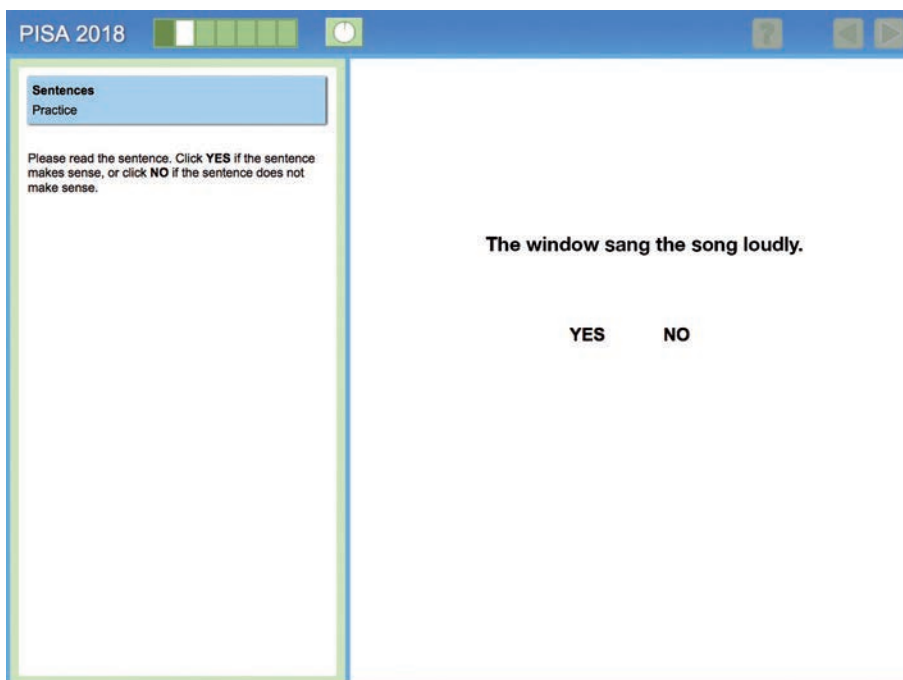 PISA 2018
?
Sentences
Practice
Please read the sentence. Click YES if the sentence
makes sense, or click NO if the sentence does not
make sense.
The window sang the song loudly.
YES NO